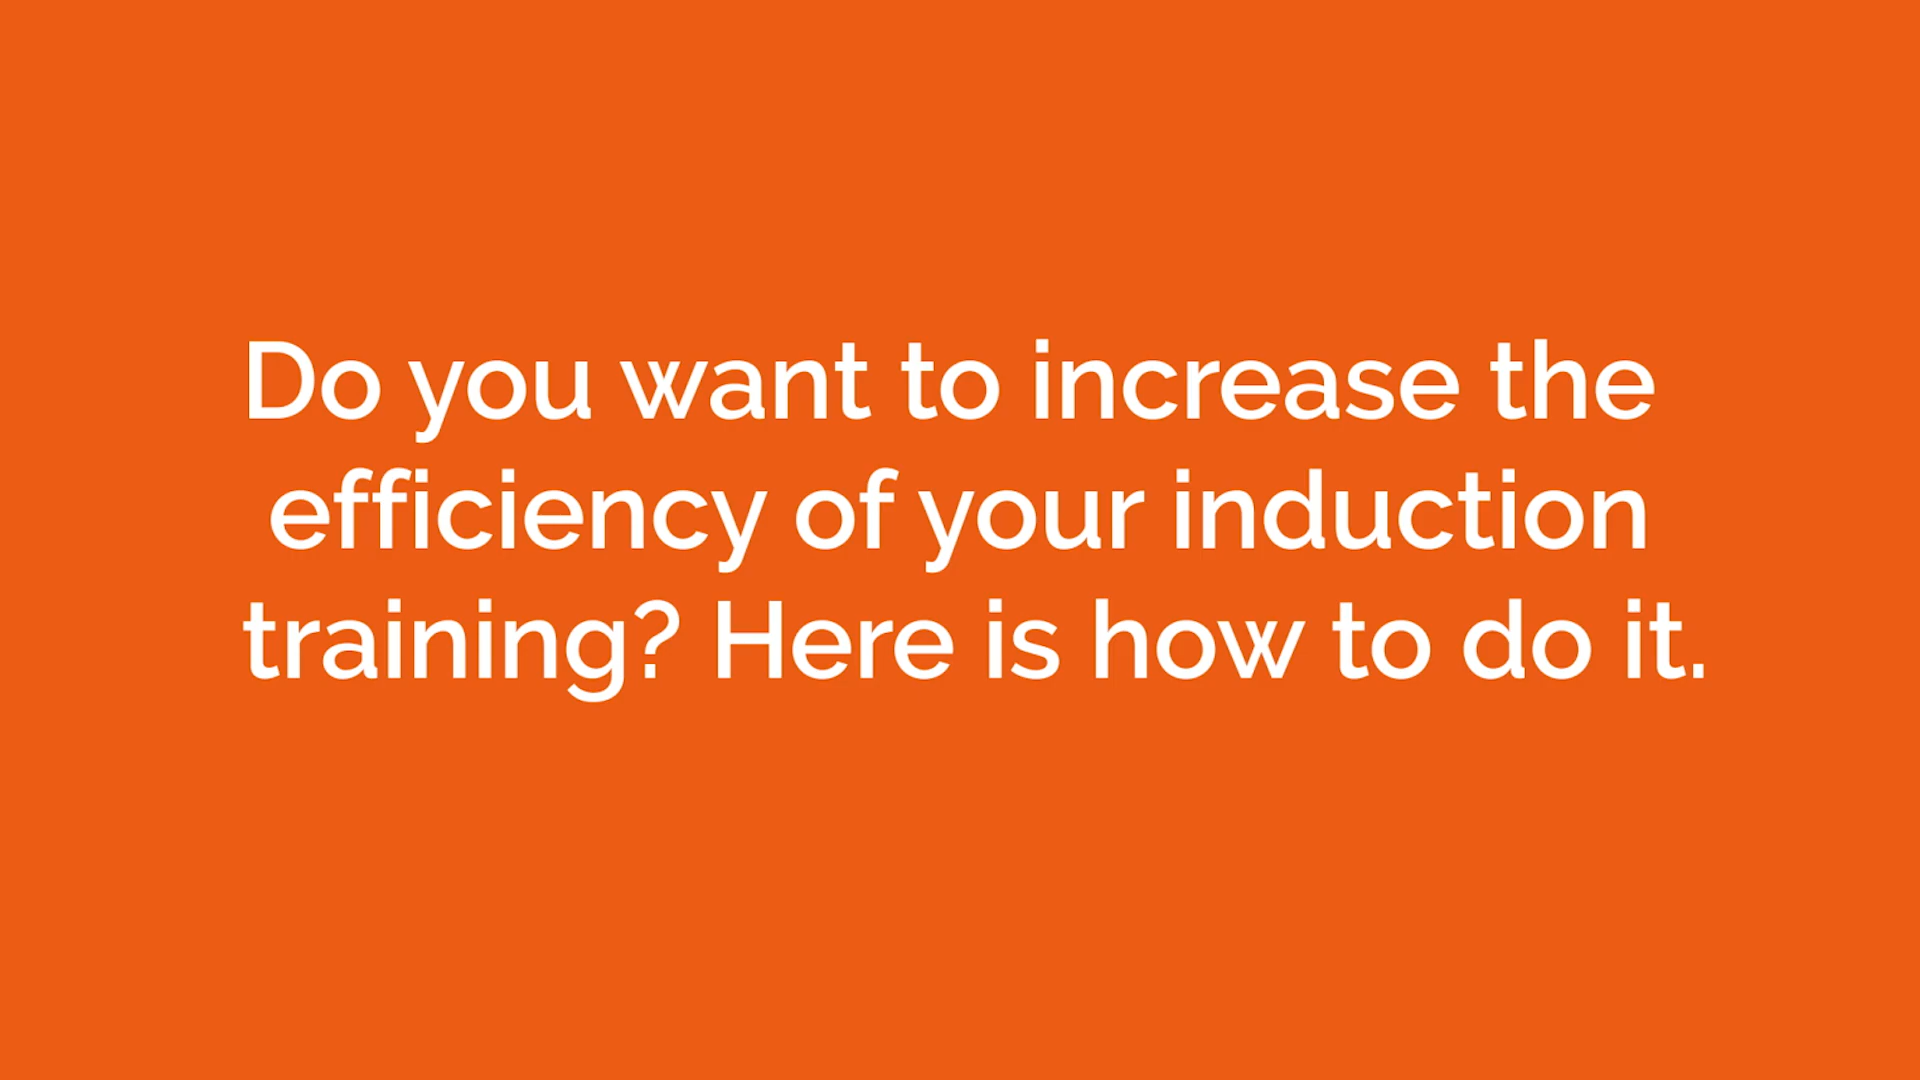 Do you want to increase the
efficiency of your induction
training? Here is how to do it.